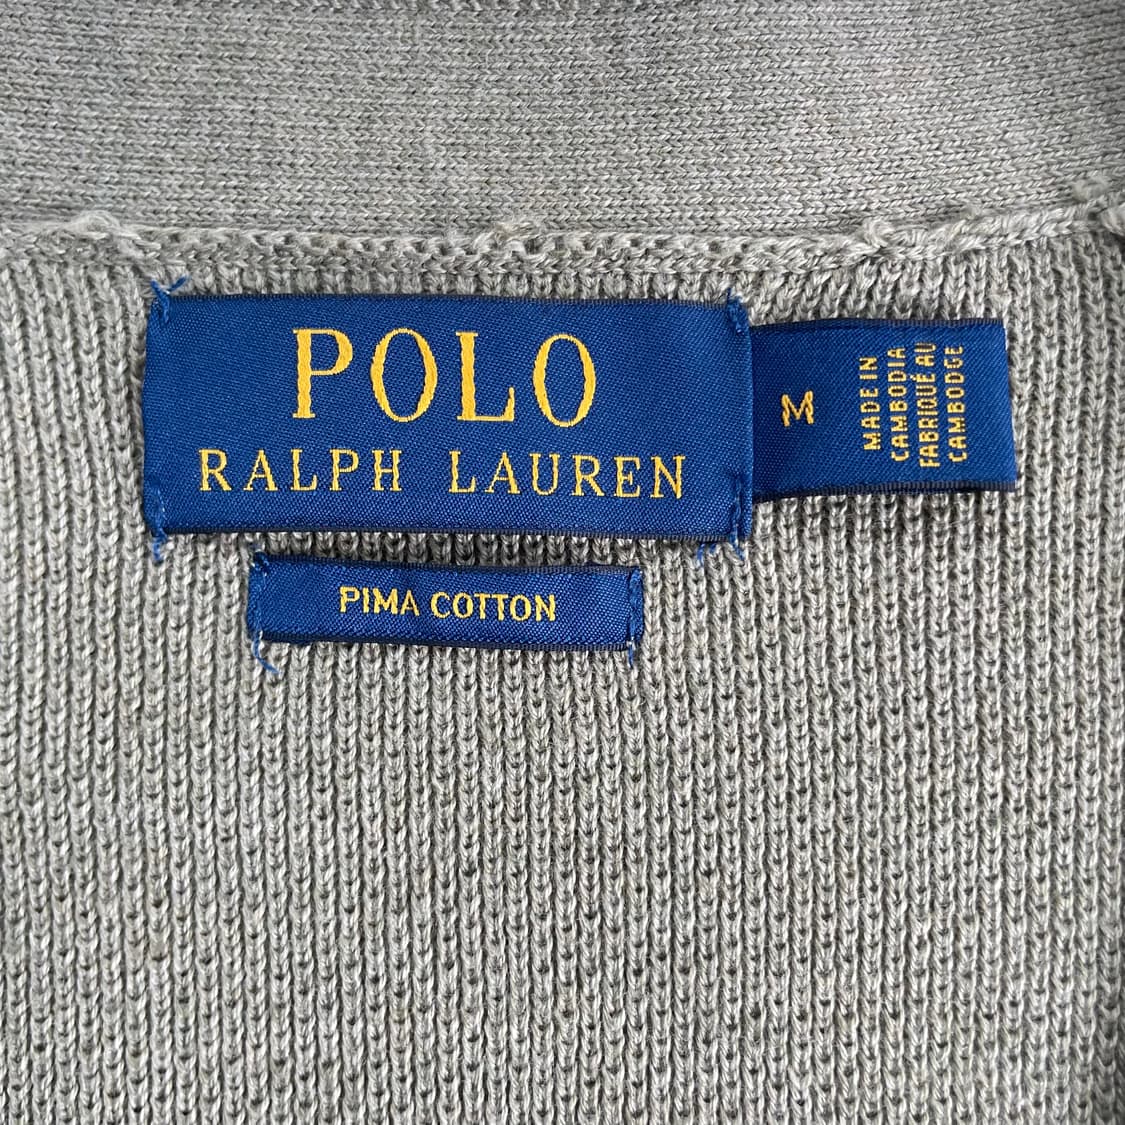 POLO
RALPH LAUREN
M
MADE IN
CAMBODIA
FABRIQUÉ AU
CAMBODGE
PIMA COTTON